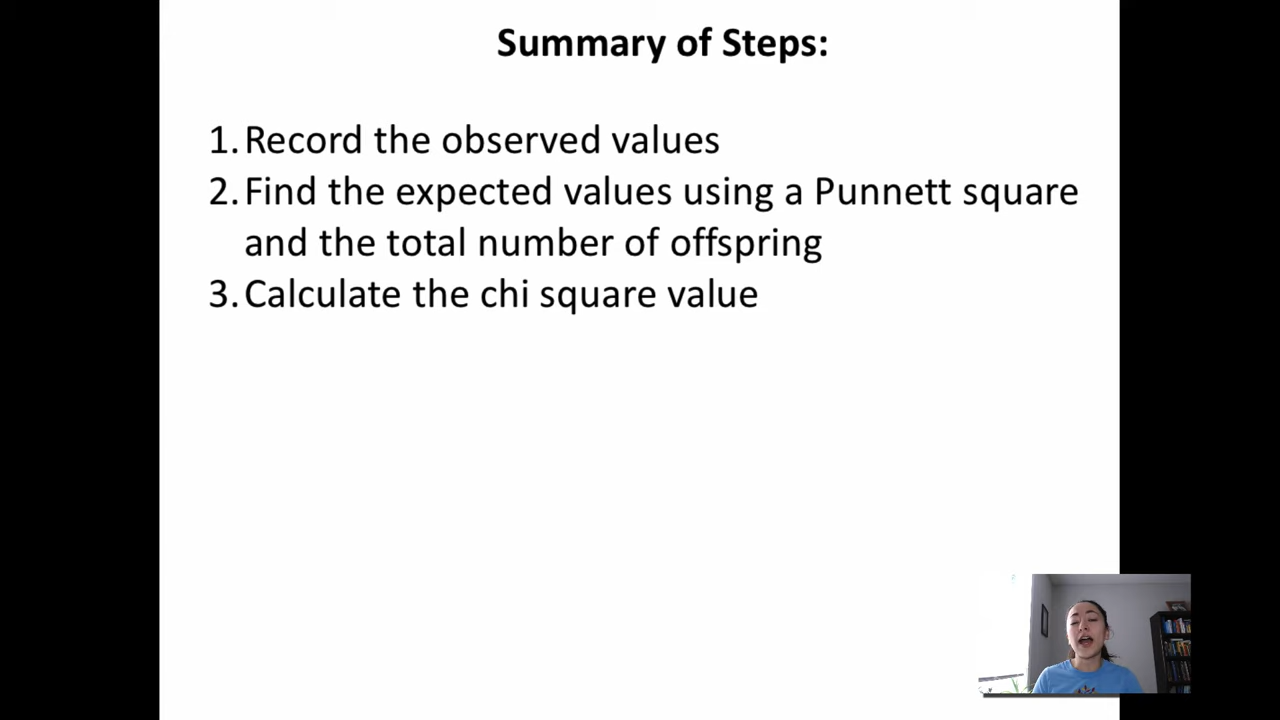 Summary of Steps:
1. Record the observed values
2. Find the expected values using a Punnett square
and the total number of offspring
3. Calculate the chi square value